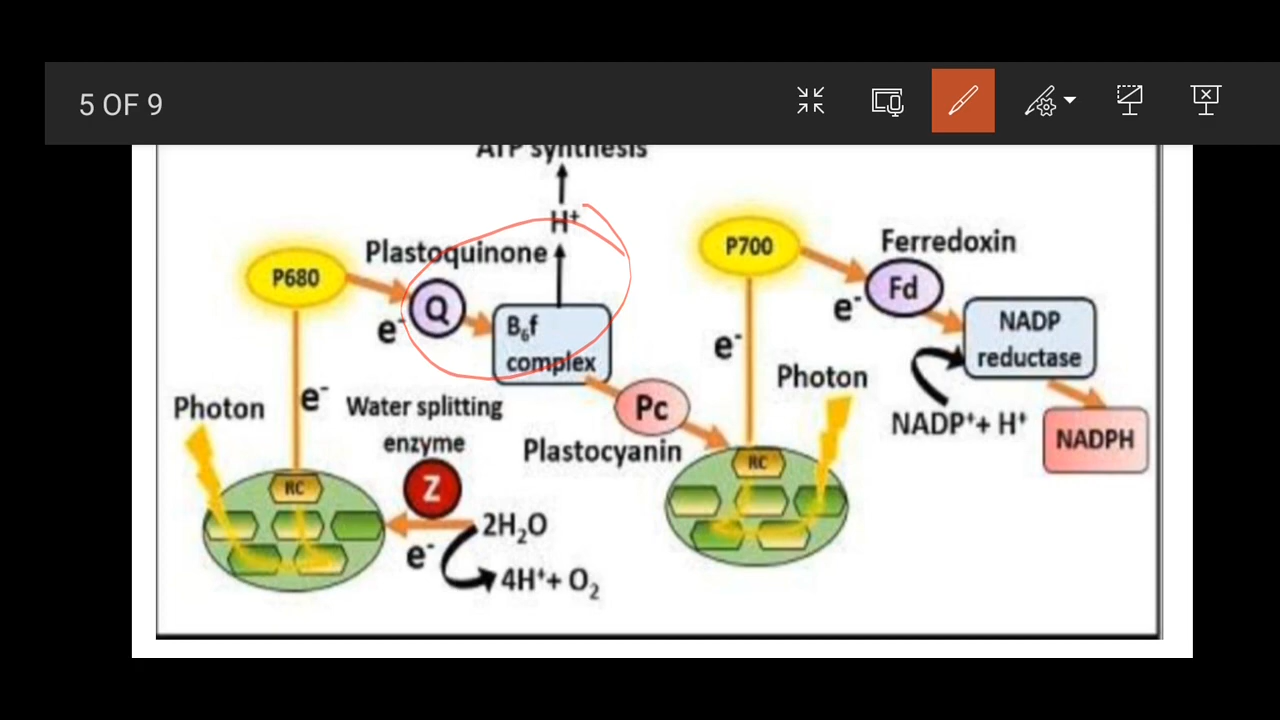 5 OF 9
ATP synthesis
H⁺
Plastoquinone
P680
Q
e⁻
B₆f
complex
e⁻
Photon
Water splitting
enzyme
Z
RC
2H₂O
e⁻
4H⁺+ O₂
Pc
Plastocyanin
P700
Ferredoxin
Fd
e⁻
NADP
reductase
e⁻
Photon
NADP⁺+ H⁺
NADPH
RC